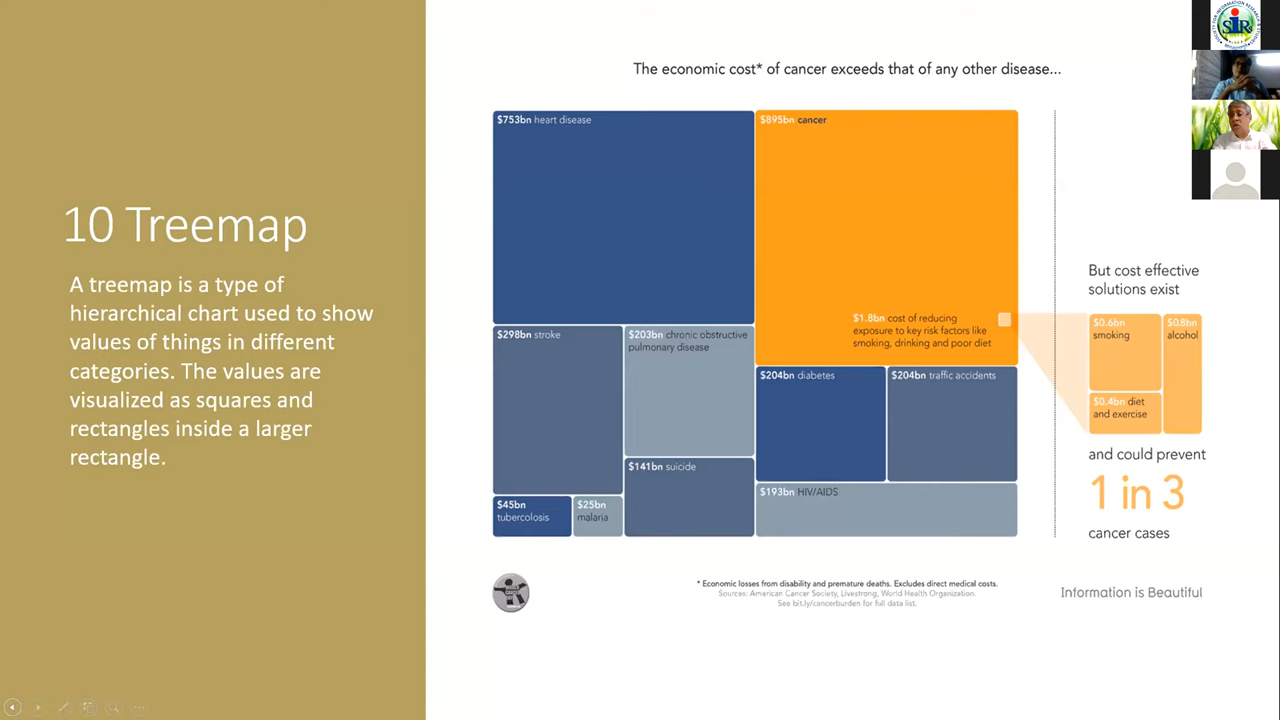 10 Treemap
A treemap is a type of
hierarchical chart used to show
values of things in different
categories. The values are
visualized as squares and
rectangles inside a larger
rectangle.
The economic cost* of cancer exceeds that of any other disease...
$753bn heart disease
$895bn cancer
$1.8bn cost of reducing
exposure to key risk factors like
smoking, drinking and poor diet
$298bn stroke
$203bn chronic obstructive
pulmonary disease
$204bn diabetes
$204bn traffic accidents
$141bn suicide
$193bn HIV/AIDS
$45bn
tubercolosis
$25bn
malaria
But cost effective
solutions exist
$0.6bn
smoking
$0.8bn
alcohol
$0.4bn diet
and exercise
and could prevent
1 in 3
cancer cases
* Economic losses from disability and premature deaths. Excludes direct medical costs.
Sources: American Cancer Society, Livestrong, World Health Organization.
See bit.ly/cancerburden for full data list.
Information is Beautiful
SIRS